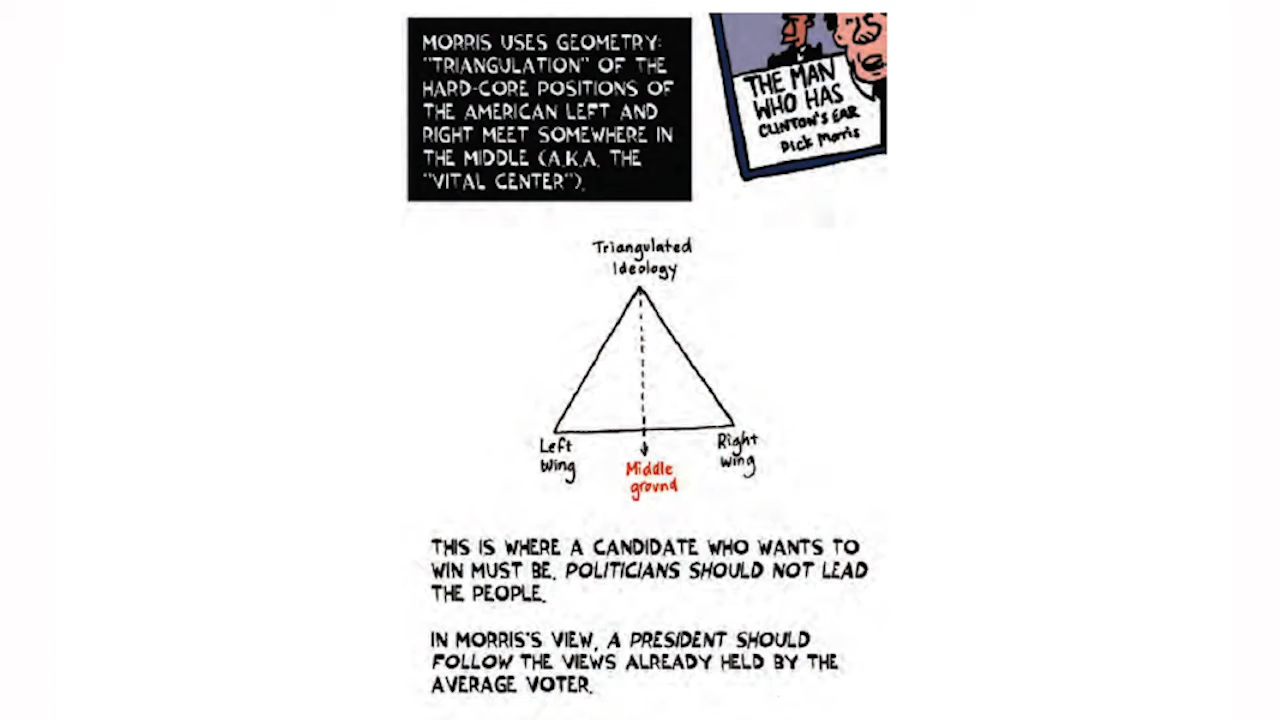 MORRIS USES GEOMETRY:
"TRIANGULATION" OF THE
HARD-CORE POSITIONS OF
THE AMERICAN LEFT AND
RIGHT MEET SOMEWHERE IN
THE MIDDLE (A.K.A. THE
"VITAL CENTER").
THE MAN
WHO HAS
CLINTON'S EAR
Dick Morris
Triangulated
Ideology
Left
Wing
Middle
ground
Right
wing
THIS IS WHERE A CANDIDATE WHO WANTS TO
WIN MUST BE. POLITICIANS SHOULD NOT LEAD
THE PEOPLE.
IN MORRIS'S VIEW, A PRESIDENT SHOULD
FOLLOW THE VIEWS ALREADY HELD BY THE
AVERAGE VOTER.